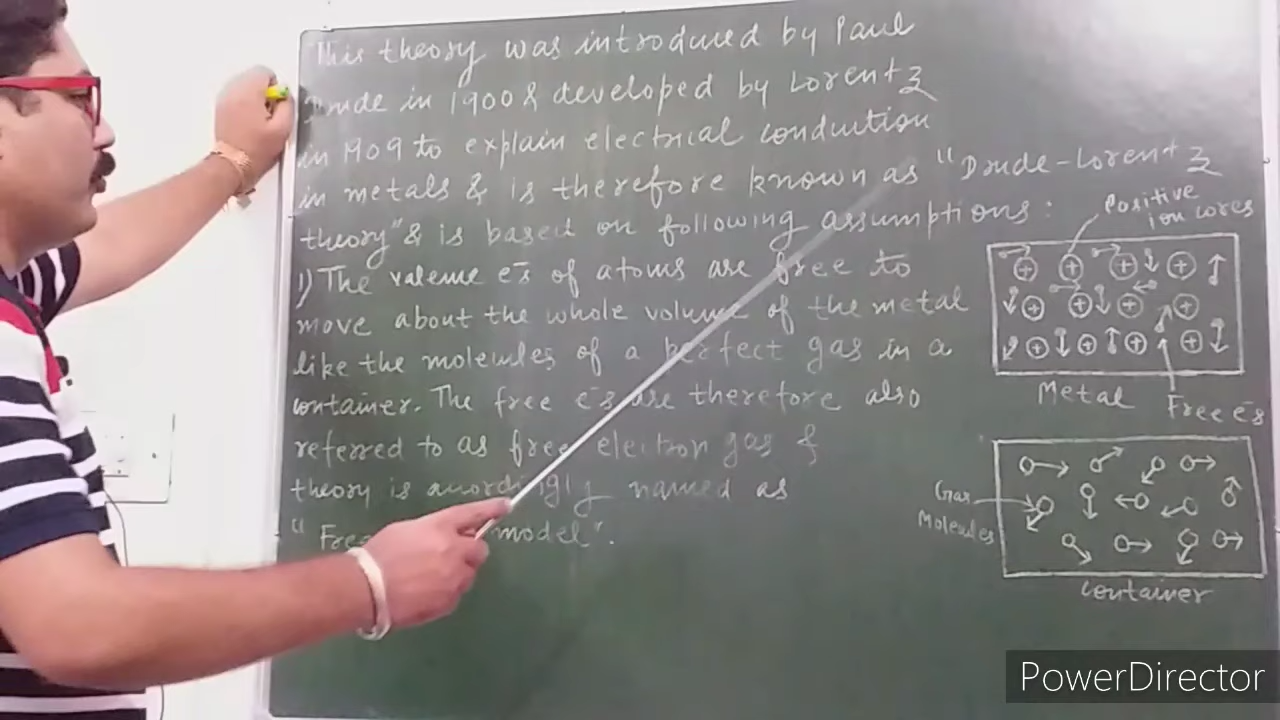 This theory was introduced by Paul
Drude in 1900 & developed by Lorentz
in 1909 to explain electrical conduction
in metals & is therefore known as "Drude-Lorentz
theory" & is based on following assumptions:
1) The valence e⁻s of atoms are free to
move about the whole volume of the metal
like the molecules of a perfect gas in a
container. The free e⁻s are therefore also
referred to as free electron gas &
theory is accordingly named as
"Free model".
Positive
ion cores
+ + + +
+ + + +
+ + + +
Metal
Free e⁻s
Gas
Molecules
container
PowerDirector